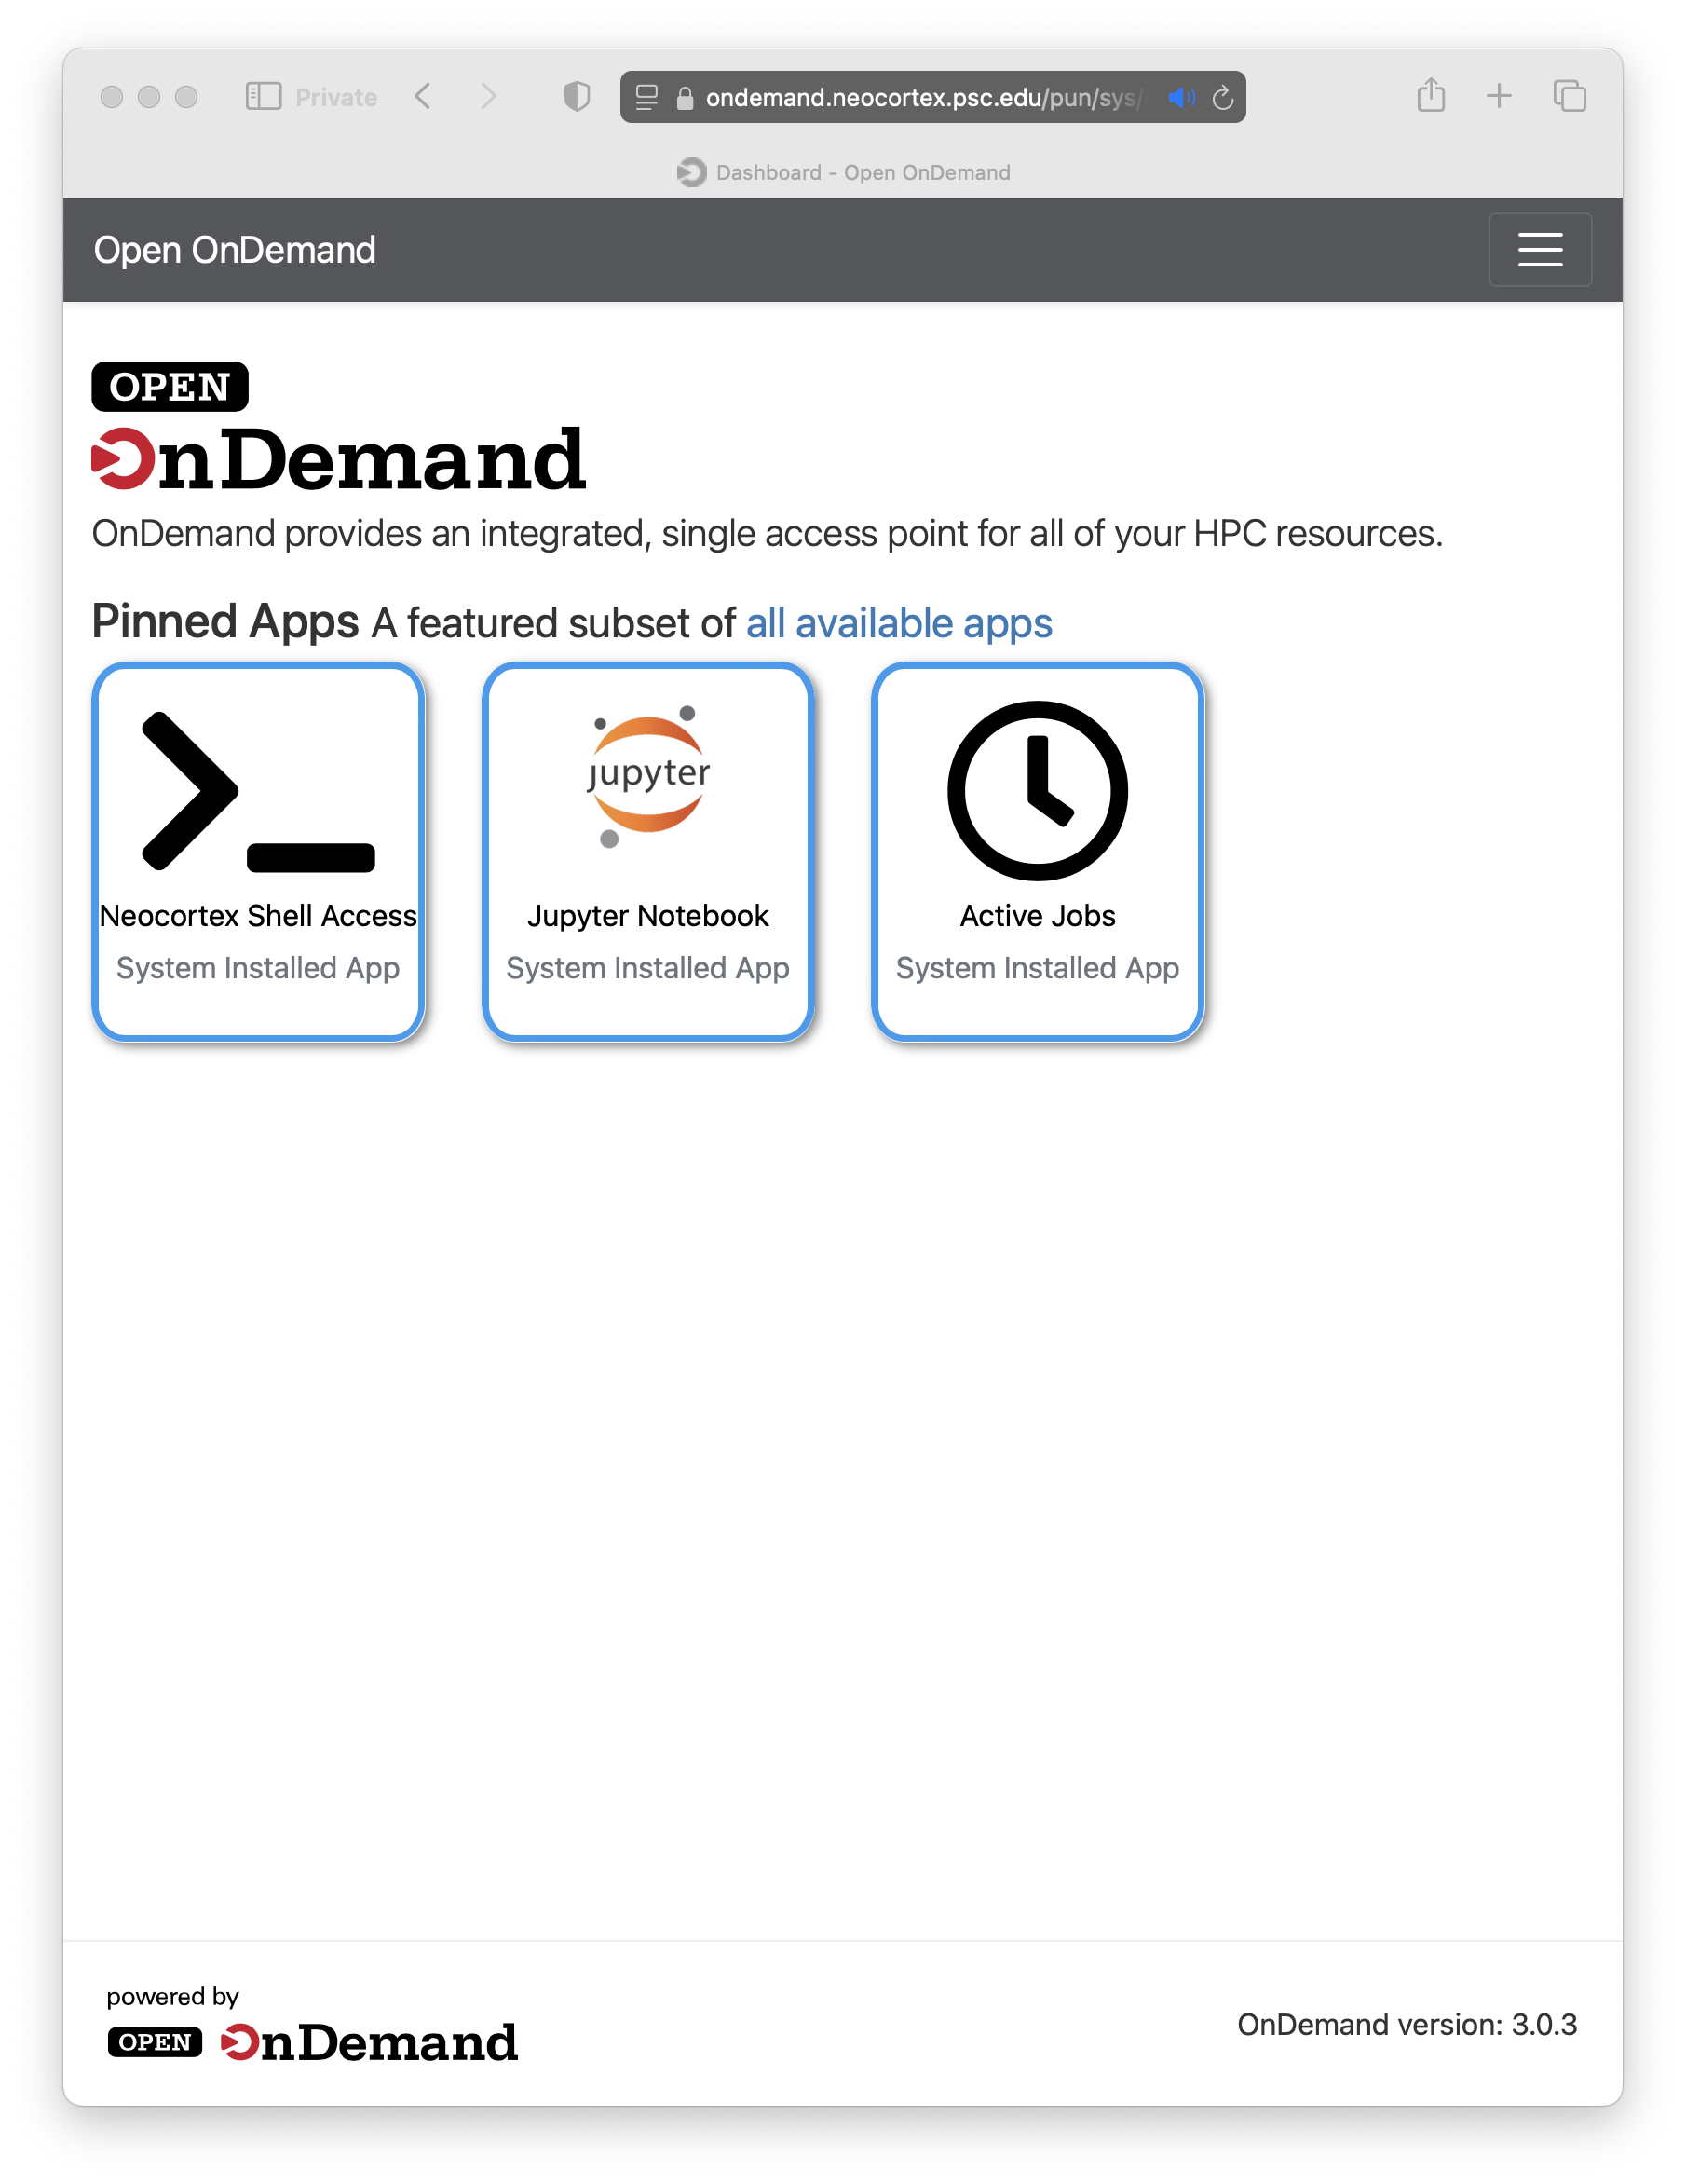 Private
ondemand.neocortex.psc.edu/pun/sys/
Dashboard - Open OnDemand
Open OnDemand
OPEN
OnDemand
OnDemand provides an integrated, single access point for all of your HPC resources.
Pinned Apps A featured subset of all available apps
jupyter
Neocortex Shell Access
System Installed App
Jupyter Notebook
System Installed App
Active Jobs
System Installed App
powered by
OPEN OnDemand
OnDemand version: 3.0.3